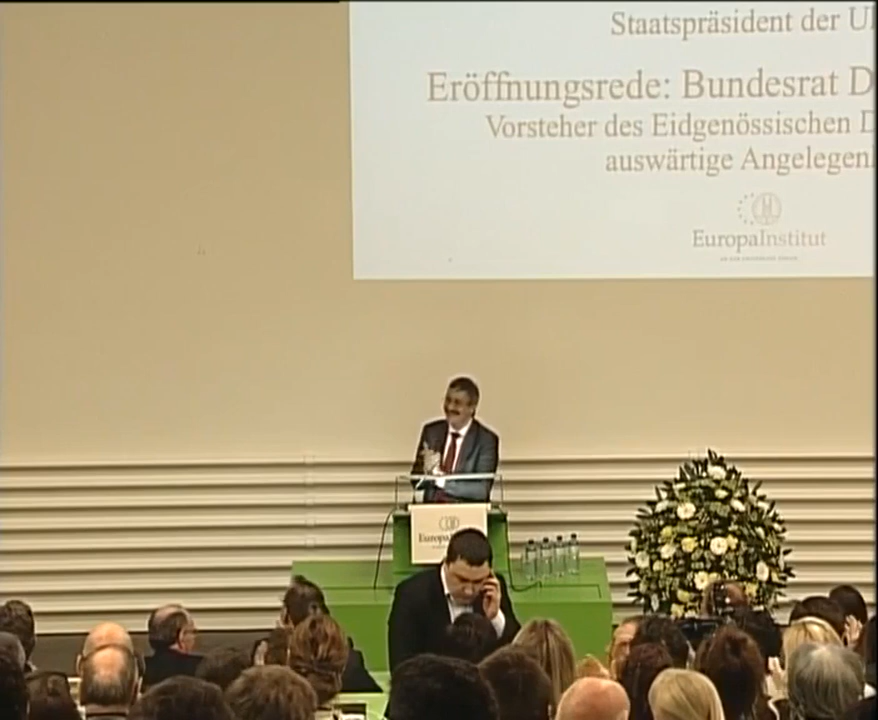 Staatspräsident der U
Eröffnungsrede: Bundesrat D
Vorsteher des Eidgenössischen D
auswärtige Angelegen
EuropaInstitut
Europa